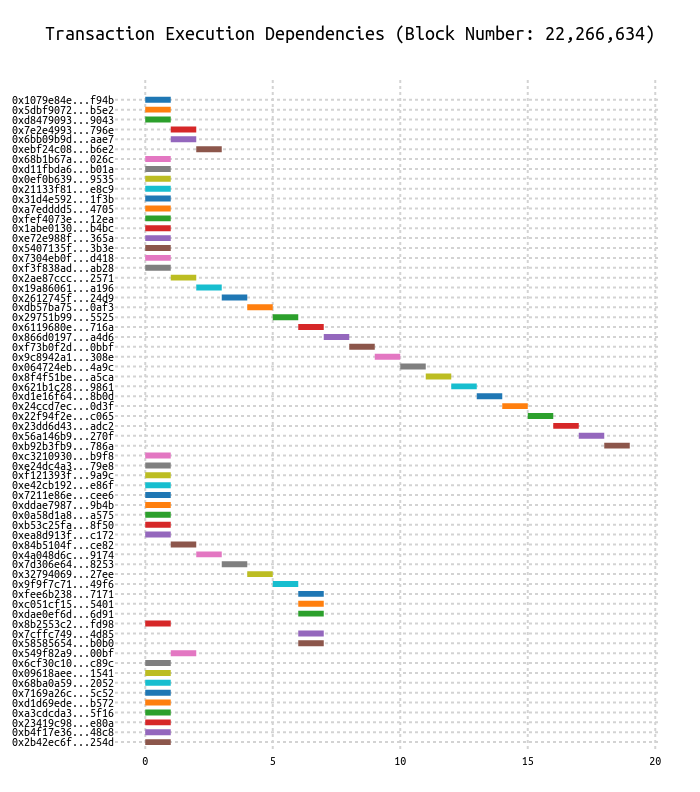 Transaction Execution Dependencies (Block Number: 22,266,634)
0x1079e84e...f94b
0x5dbf9072...b5e2
0xd8479093...9043
0x7e2e4993...796e
0x6bb09b9d...aae7
0xebf24c08...b6e2
0x68b1b67a...026c
0xd11fbda6...b01a
0x0ef0b639...9535
0x21133f81...e8c9
0x31d4e592...1f3b
0xa7edddd5...4705
0xfef4073e...12ea
0x1abe0130...b4bc
0xe72e988f...365a
0x5407135f...3b3e
0x7304eb0f...d418
0xf3f838ad...ab28
0x2ae87ccc...2571
0x19a86061...a196
0x2612745f...24d9
0xdb57ba75...0af3
0x29751b99...5525
0x6119680e...716a
0x866d0197...a4d6
0xf73b0f2d...0bbf
0x9c8942a1...308e
0x064724eb...4a9c
0x8f4f51be...a5ca
0x621b1c28...9861
0xd1e16f64...8b0d
0x24ccd7ec...0d3f
0x22f94f2e...c065
0x23dd6d43...adc2
0x56a146b9...270f
0xb92b3fb9...786a
0xc3210930...b9f8
0xe24dc4a3...79e8
0xf121393f...9a9c
0xe42cb192...e86f
0x7211e86e...cee6
0xddae7987...9b4b
0x0a58d1a8...a575
0xb53c25fa...8f50
0xea8d913f...c172
0x84b5104f...ce82
0x4a048d6c...9174
0x7d306e64...8253
0x32794069...27ee
0x9f9f7c71...49f6
0xfee6b238...7171
0xc051cf15...5401
0xdae0ef6d...6d91
0x8b2553c2...fd98
0x7cffc749...4d85
0x58585654...b0b0
0x549f82a9...00bf
0x6cf30c10...c89c
0x09618aee...1541
0x68ba0a59...2052
0x7169a26c...5c52
0xd1d69ede...b572
0xa3cdcda3...5f16
0x23419c98...e80a
0xb4f17e36...48c8
0x2b42ec6f...254d
0 5 10 15 20